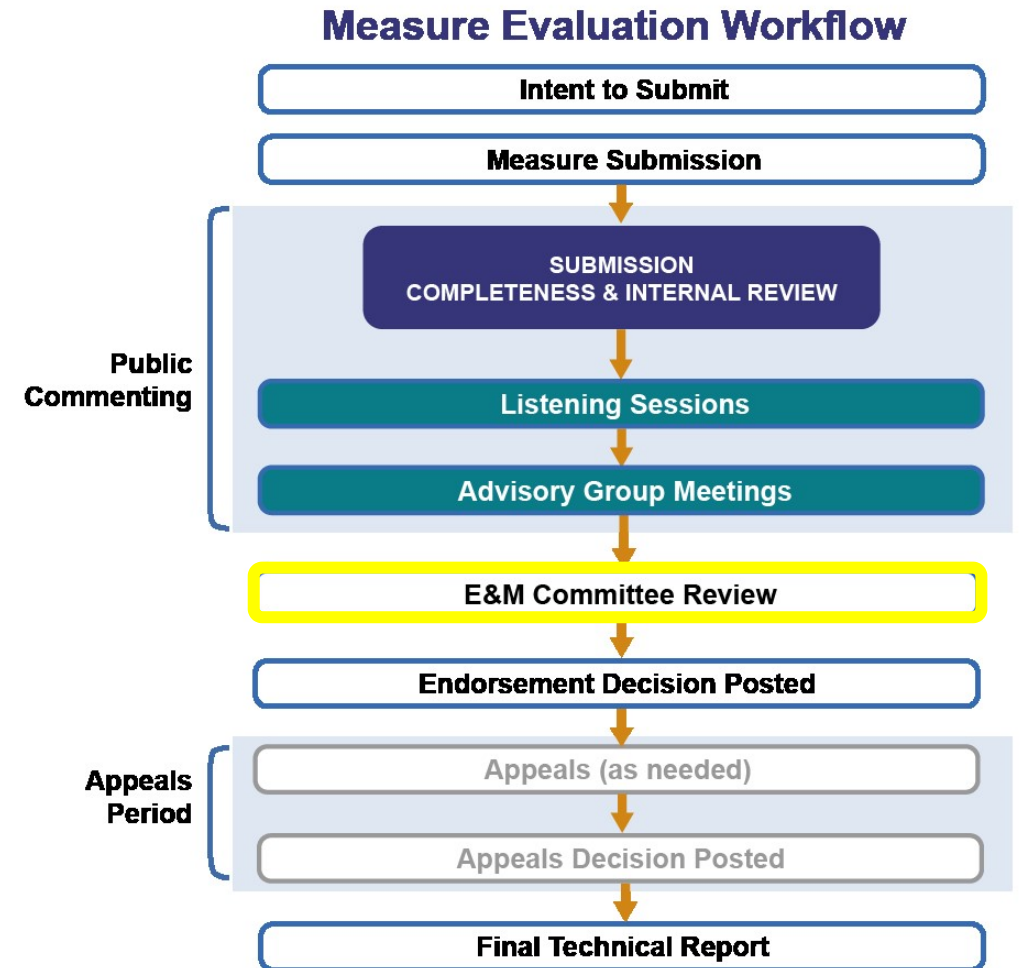 Measure Evaluation Workflow
Intent to Submit
Measure Submission
SUBMISSION
COMPLETENESS & INTERNAL REVIEW
Public
Commenting
Listening Sessions
Advisory Group Meetings
E&M Committee Review
Endorsement Decision Posted
Appeals
Period
Appeals (as needed)
Appeals Decision Posted
Final Technical Report